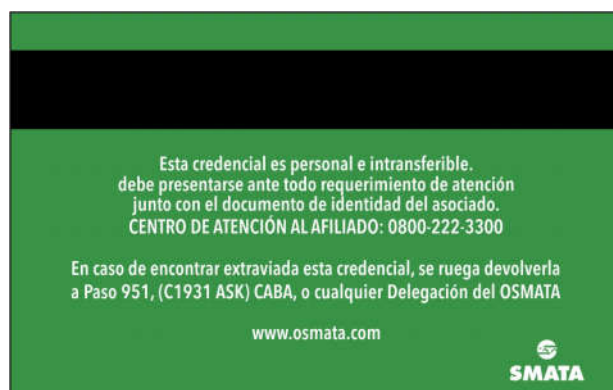 Esta credencial es personal e intransferible.
debe presentarse ante todo requerimiento de atención
junto con el documento de identidad del asociado.
CENTRO DE ATENCIÓN AL AFILIADO: 0800-222-3300
En caso de encontrar extraviada esta credencial, se ruega devolverla
a Paso 951, (C1931 ASK) CABA, o cualquier Delegación del OSMATA
www.osmata.com
SMATA